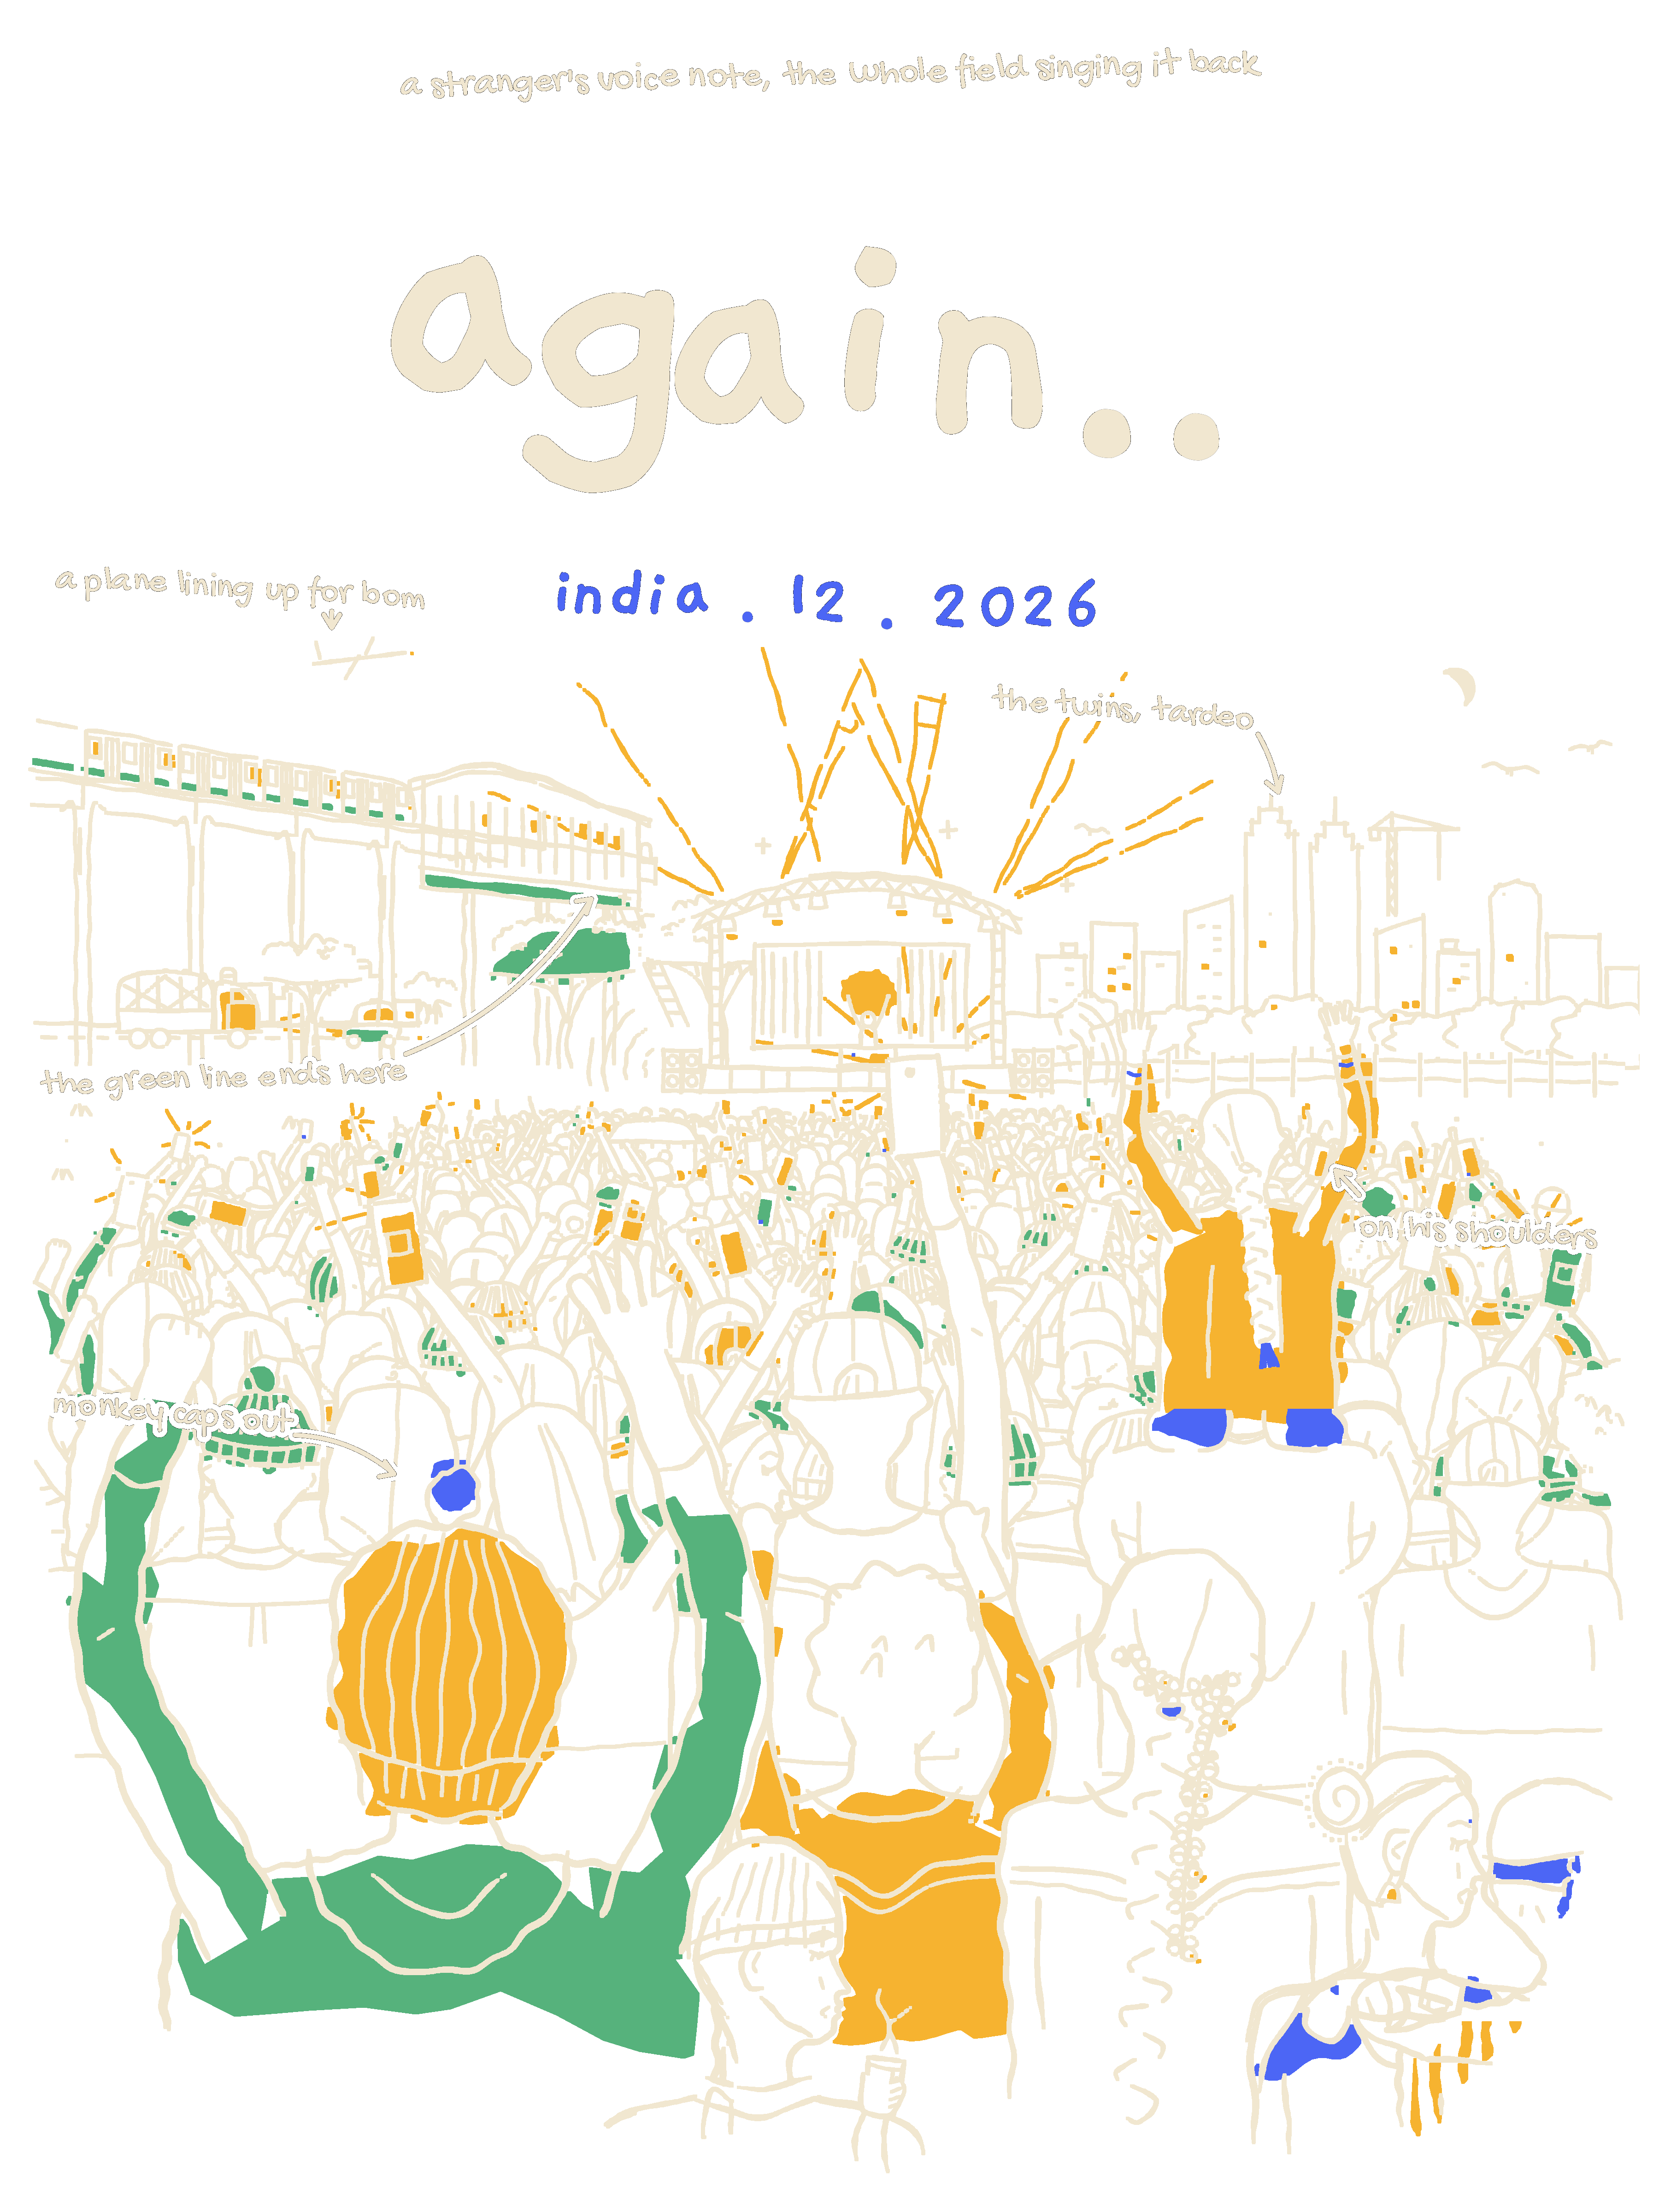 a stranger's voice note, the whole field singing it back
again..
india . 12 . 2026
a plane lining up for bom
the twins, tardeo
the green line ends here
on his shoulders
monkey caps out